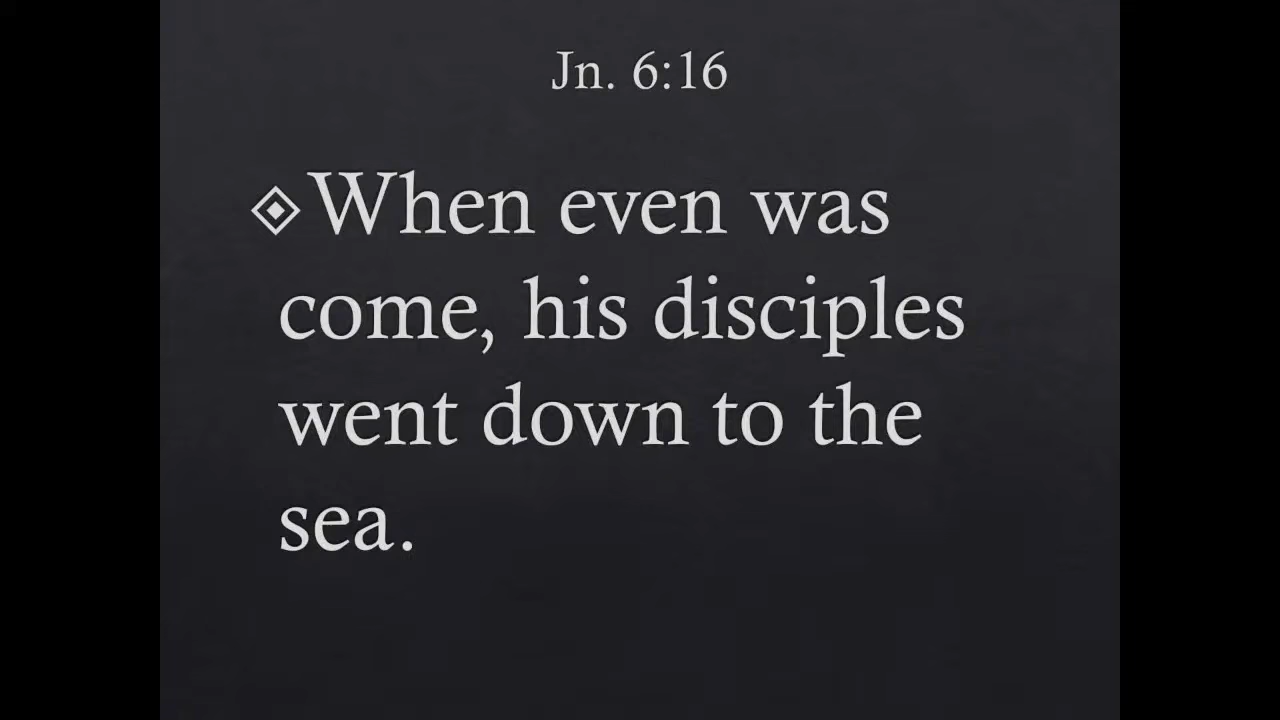 Jn. 6:16
When even was
come, his disciples
went down to the
sea.